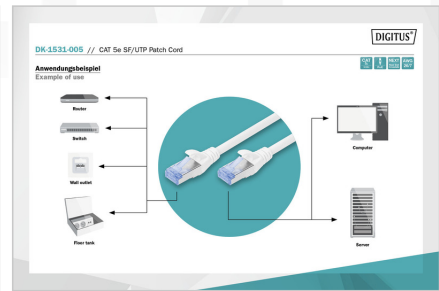 DIGITUS®
DK-1531-005 // CAT 5e SF/UTP Patch Cord
Anwendungsbeispiel
Example of use
Router
Switch
Wall outlet
Floor tank
Computer
Server